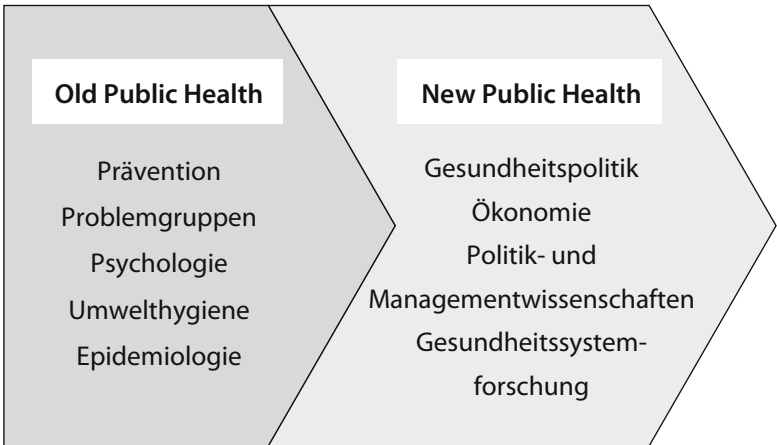 Old Public Health
Prävention
Problemgruppen
Psychologie
Umwelthygiene
Epidemiologie
New Public Health
Gesundheitspolitik
Ökonomie
Politik- und
Managementwissenschaften
Gesundheitssystem-
forschung